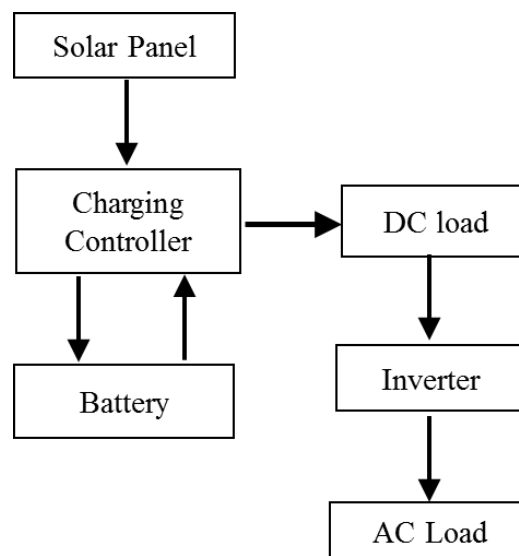 Solar Panel
Charging
Controller
DC load
Battery
Inverter
AC Load